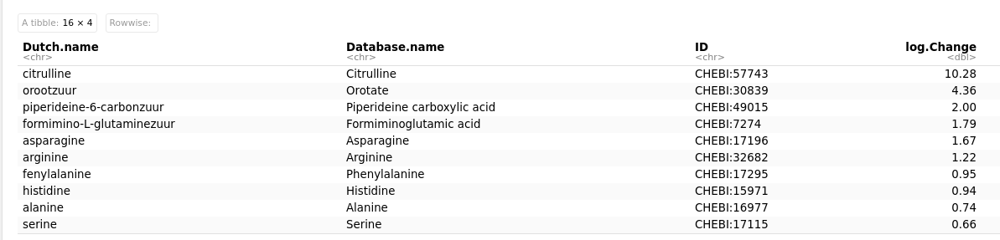 A tibble: 16 × 4 Rowwise:
Dutch.name Database.name ID log.Change
<chr> <chr> <chr> <dbl>
citrulline Citrulline CHEBI:57743 10.28
orootzuur Orotate CHEBI:30839 4.36
piperideine-6-carbonzuur Piperideine carboxylic acid CHEBI:49015 2.00
formimino-L-glutaminezuur Formiminoglutamic acid CHEBI:7274 1.79
asparagine Asparagine CHEBI:17196 1.67
arginine Arginine CHEBI:32682 1.22
fenylalanine Phenylalanine CHEBI:17295 0.95
histidine Histidine CHEBI:15971 0.94
alanine Alanine CHEBI:16977 0.74
serine Serine CHEBI:17115 0.66